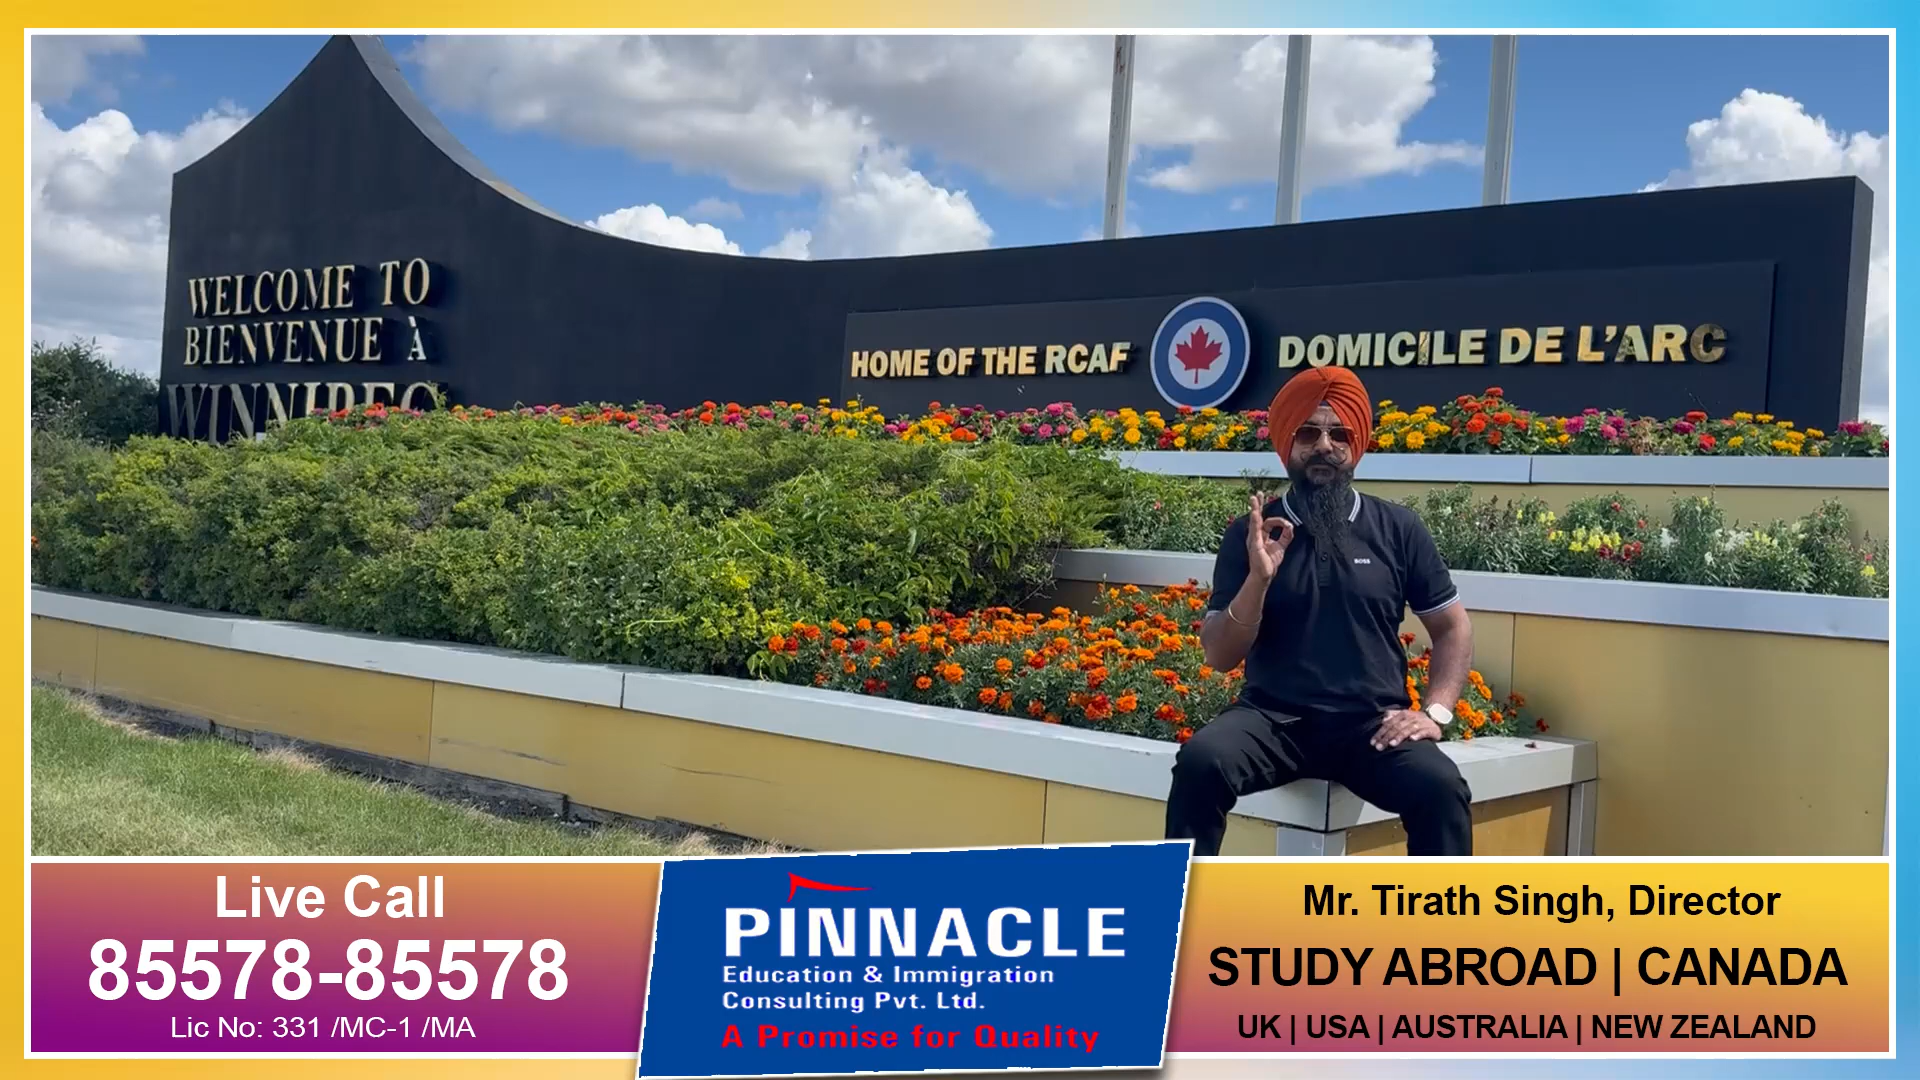 WELCOME TO
BIENVENUE À
WINNIPEG
HOME OF THE RCAF
DOMICILE DE L'ARC
BOSS
Live Call
85578-85578
Lic No: 331 /MC-1 /MA
PINNACLE
Education & Immigration
Consulting Pvt. Ltd.
A Promise for Quality
Mr. Tirath Singh, Director
STUDY ABROAD | CANADA
UK | USA | AUSTRALIA | NEW ZEALAND